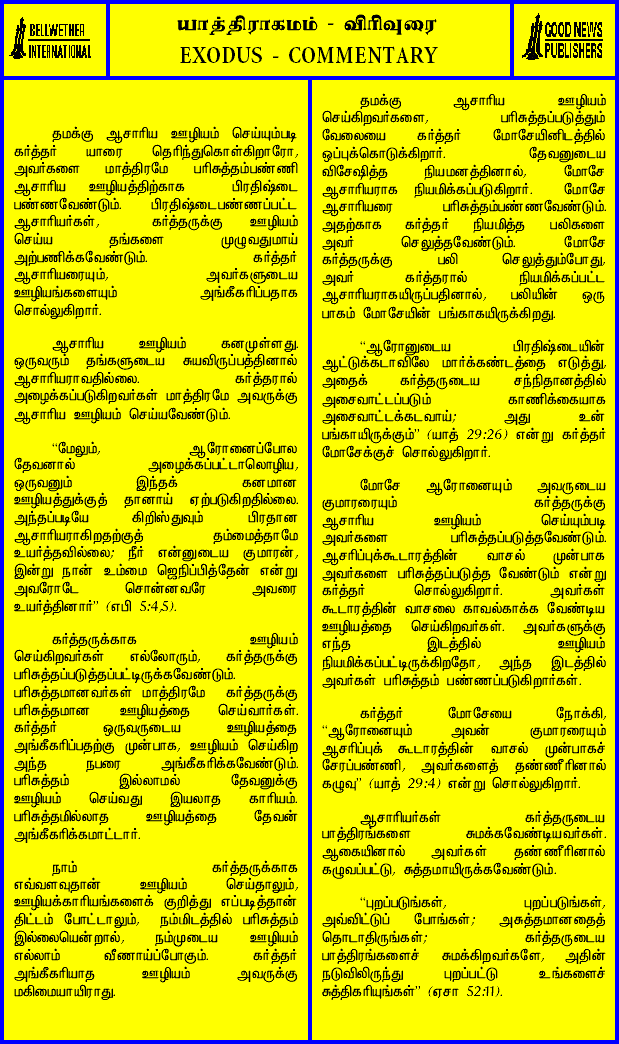 BELLWETHER
INTERNATIONAL
யாத்திராகமம் - விரிவுரை
EXODUS - COMMENTARY
GOOD NEWS
PUBLISHERS
தமக்கு ஆசாரிய ஊழியம் செய்யும்படி
கர்த்தர் யாரை தெரிந்துகொள்கிறாரோ,
அவர்களை மாத்திரமே பரிசுத்தம்பண்ணி
ஆசாரிய ஊழியத்திற்காக பிரதிஷ்டை
பண்ணவேண்டும். பிரதிஷ்டைபண்ணப்பட்ட
ஆசாரியர்கள், கர்த்தருக்கு ஊழியம்
செய்ய தங்களை முழுவதுமாய்
அற்பணிக்கவேண்டும். கர்த்தர்
ஆசாரியரையும், அவர்களுடைய
ஊழியங்களையும் அங்கீகரிப்பதாக
சொல்லுகிறார்.
ஆசாரிய ஊழியம் கனமுள்ளது.
ஒருவரும் தங்களுடைய சுயவிருப்பத்தினால்
ஆசாரியராவதில்லை. கர்த்தரால்
அழைக்கப்படுகிறவர்கள் மாத்திரமே அவருக்கு
ஆசாரிய ஊழியம் செய்யவேண்டும்.
“மேலும், ஆரோனைப்போல
தேவனால் அழைக்கப்பட்டாலொழிய,
ஒருவனும் இந்தக் கனமான
ஊழியத்துக்குத் தானாய் ஏற்படுகிறதில்லை.
அந்தப்படியே கிறிஸ்துவும் பிரதான
ஆசாரியராகிறதற்குத் தம்மைத்தாமே
உயர்த்தவில்லை; நீர் என்னுடைய குமாரன்,
இன்று நான் உம்மை ஜெநிப்பித்தேன் என்று
அவரோடே சொன்னவரே அவரை
உயர்த்தினார்” (எபி 5:4,5).
கர்த்தருக்காக ஊழியம்
செய்கிறவர்கள் எல்லோரும், கர்த்தருக்கு
பரிசுத்தப்படுத்தப்பட்டிருக்கவேண்டும்.
பரிசுத்தமானவர்கள் மாத்திரமே கர்த்தருக்கு
பரிசுத்தமான ஊழியத்தை செய்வார்கள்.
கர்த்தர் ஒருவருடைய ஊழியத்தை
அங்கீகரிப்பதற்கு முன்பாக, ஊழியம் செய்கிற
அந்த நபரை அங்கீகரிக்கவேண்டும்.
பரிசுத்தம் இல்லாமல் தேவனுக்கு
ஊழியம் செய்வது இயலாத காரியம்.
பரிசுத்தமில்லாத ஊழியத்தை தேவன்
அங்கீகரிக்கமாட்டார்.
நாம் கர்த்தருக்காக
எவ்வளவுதான் ஊழியம் செய்தாலும்,
ஊழியக்காரியங்களைக் குறித்து எப்படித்தான்
திட்டம் போட்டாலும், நம்மிடத்தில் பரிசுத்தம்
இல்லையென்றால், நம்முடைய ஊழியம்
எல்லாம் வீணாய்ப்போகும். கர்த்தர்
அங்கீகரியாத ஊழியம் அவருக்கு
மகிமையாயிராது.
தமக்கு ஆசாரிய ஊழியம்
செய்கிறவர்களை, பரிசுத்தப்படுத்தும்
வேலையை கர்த்தர் மோசேயினிடத்தில்
ஒப்புக்கொடுக்கிறார். தேவனுடைய
விசேஷித்த நியமனத்தினால், மோசே
ஆசாரியராக நியமிக்கப்படுகிறார். மோசே
ஆசாரியரை பரிசுத்தம்பண்ணவேண்டும்.
அதற்காக கர்த்தர் நியமித்த பலிகளை
அவர் செலுத்தவேண்டும். மோசே
கர்த்தருக்கு பலி செலுத்தும்போது,
அவர் கர்த்தரால் நியமிக்கப்பட்ட
ஆசாரியராகயிருப்பதினால், பலியின் ஒரு
பாகம் மோசேயின் பங்காகயிருக்கிறது.
“ஆரோனுடைய பிரதிஷ்டையின்
ஆட்டுக்கடாவிலே மார்க்கண்டத்தை எடுத்து,
அதைக் கர்த்தருடைய சந்நிதானத்தில்
அசைவாட்டப்படும் காணிக்கையாக
அசைவாட்டக்கடவாய்; அது உன்
பங்காயிருக்கும்” (யாத் 29:26) என்று கர்த்தர்
மோசேக்குச் சொல்லுகிறார்.
மோசே ஆரோனையும் அவருடைய
குமாரரையும் கர்த்தருக்கு
ஆசாரிய ஊழியம் செய்யும்படி
அவர்களை பரிசுத்தப்படுத்தவேண்டும்.
ஆசரிப்புக்கூடாரத்தின் வாசல் முன்பாக
அவர்களை பரிசுத்தப்படுத்த வேண்டும் என்று
கர்த்தர் சொல்லுகிறார். அவர்கள்
கூடாரத்தின் வாசலை காவல்காக்க வேண்டிய
ஊழியத்தை செய்கிறவர்கள். அவர்களுக்கு
எந்த இடத்தில் ஊழியம்
நியமிக்கப்பட்டிருக்கிறதோ, அந்த இடத்தில்
அவர்கள் பரிசுத்தம் பண்ணப்படுகிறார்கள்.
கர்த்தர் மோசேயை நோக்கி,
“ஆரோனையும் அவன் குமாரரையும்
ஆசரிப்புக் கூடாரத்தின் வாசல் முன்பாகச்
சேரப்பண்ணி, அவர்களைத் தண்ணீரினால்
கழுவு” (யாத் 29:4) என்று சொல்லுகிறார்.
ஆசாரியர்கள் கர்த்தருடைய
பாத்திரங்களை சுமக்கவேண்டியவர்கள்.
ஆகையினால் அவர்கள் தண்ணீரினால்
கழுவப்பட்டு, சுத்தமாயிருக்கவேண்டும்.
“புறப்படுங்கள், புறப்படுங்கள்,
அவ்விட்டுப் போங்கள்; அசுத்தமானதைத்
தொடாதிருங்கள்; கர்த்தருடைய
பாத்திரங்களைச் சுமக்கிறவர்களே, அதின்
நடுவிலிருந்து புறப்பட்டு உங்களைச்
சுத்திகரியுங்கள்” (ஏசா 52:11).